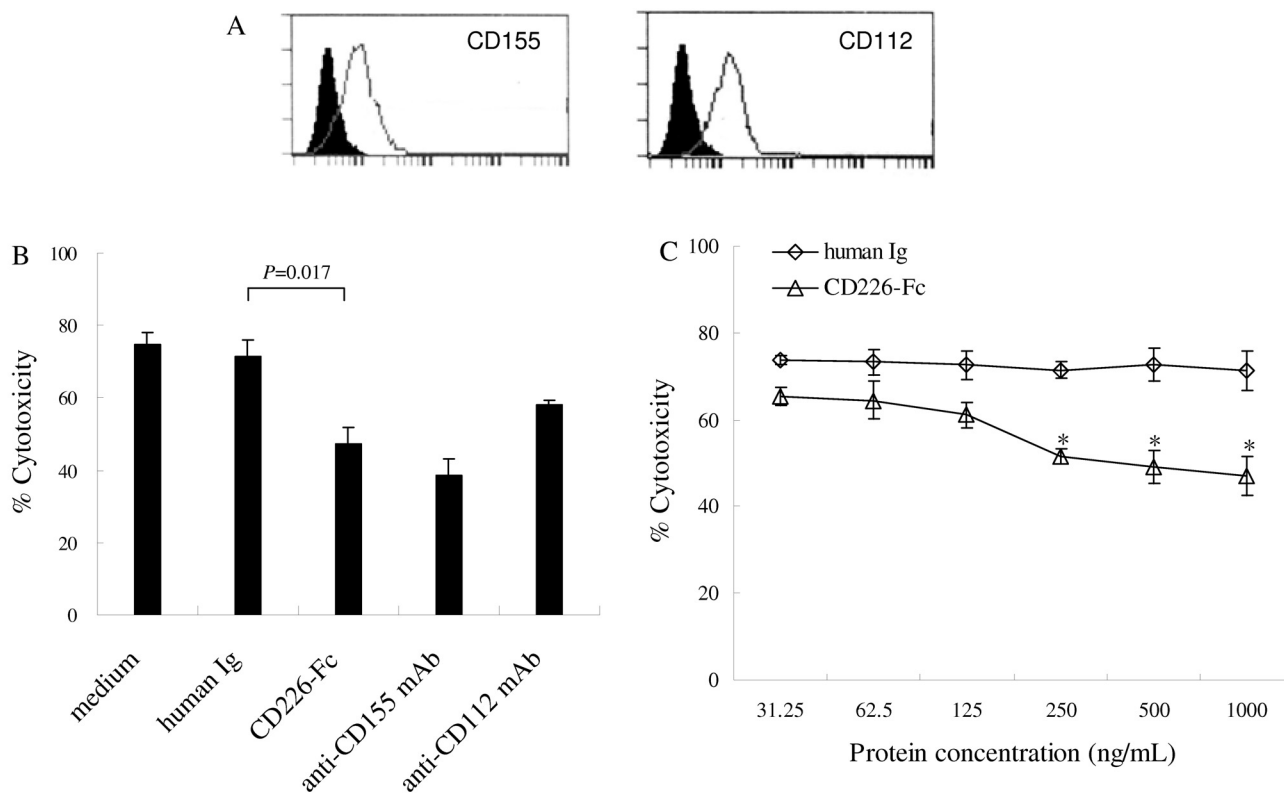 A
CD155
CD112
B
100
80
60
40
20
0
% Cytotoxicity
P=0.017
medium
human Ig
CD226-Fc
anti-CD155 mAb
anti-CD112 mAb
C
100
80
60
40
20
0
% Cytotoxicity
human Ig
CD226-Fc
* * *
31.25 62.5 125 250 500 1000
Protein concentration (ng/mL)